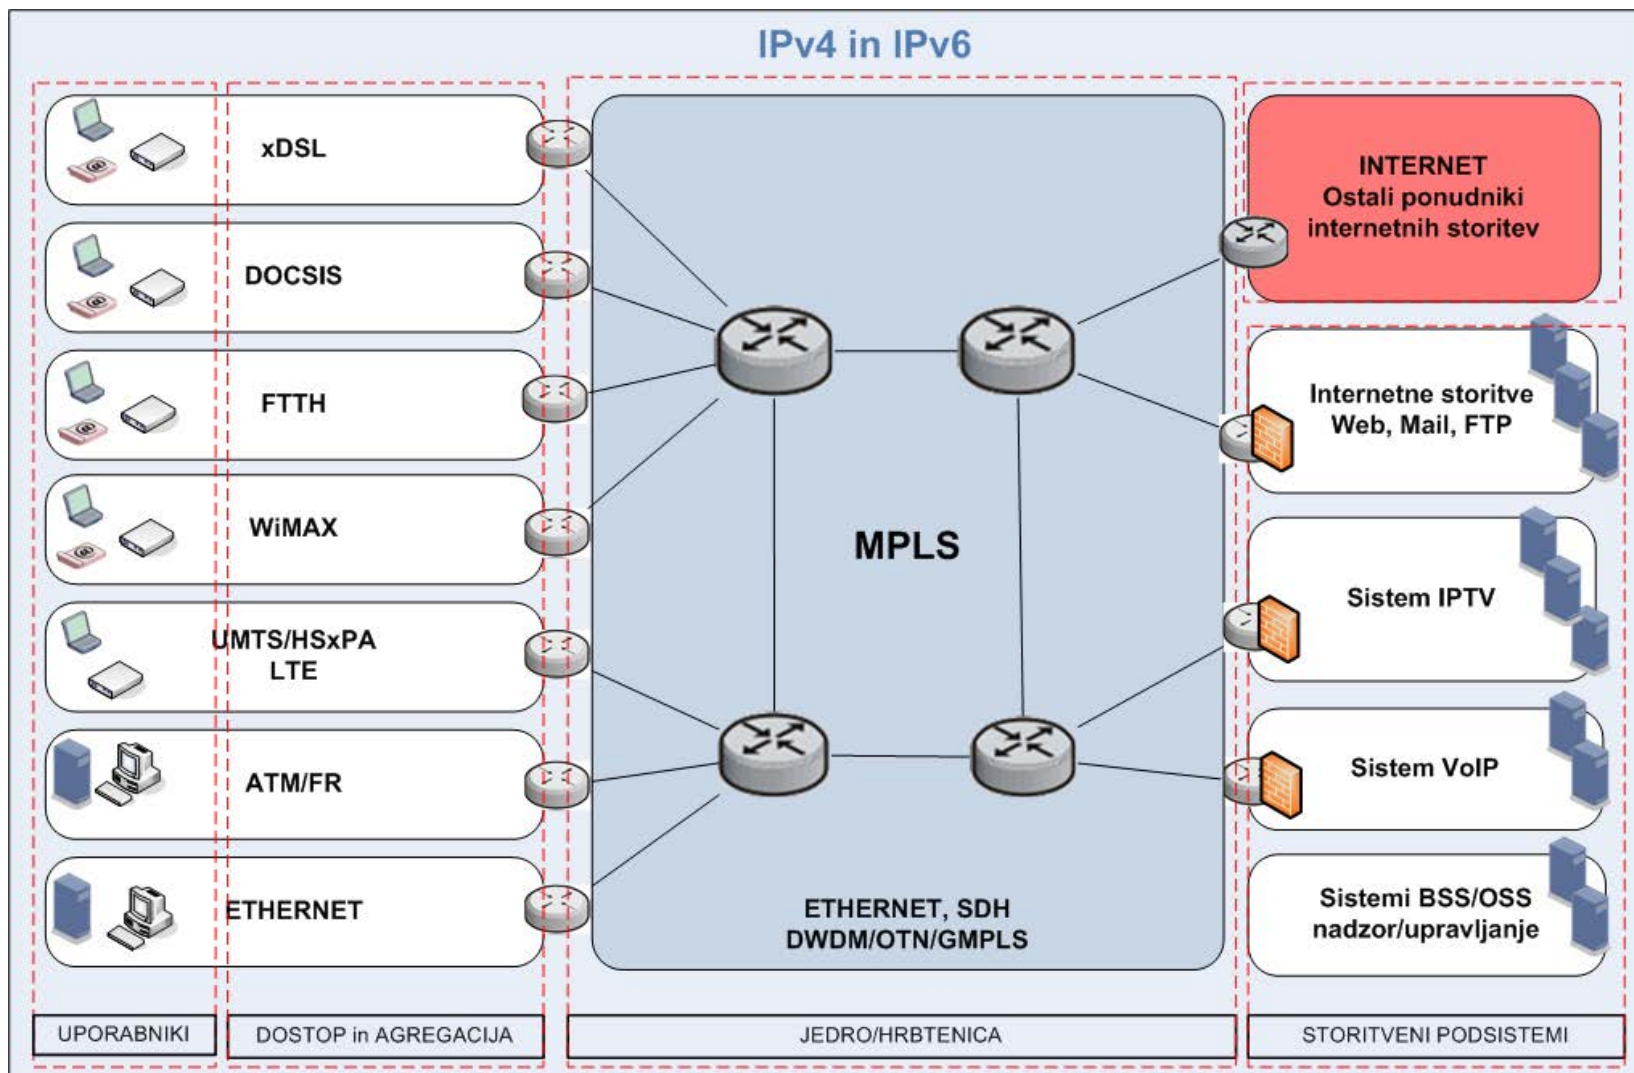 IPv4 in IPv6
xDSL
DOCSIS
FTTH
WiMAX
UMTS/HSxPA
LTE
ATM/FR
ETHERNET
MPLS
ETHERNET, SDH
DWDM/OTN/GMPLS
INTERNET
Ostali ponudniki
internetnih storitev
Internetne storitve
Web, Mail, FTP
Sistem IPTV
Sistem VoIP
Sistemi BSS/OSS
nadzor/upravljanje
UPORABNIKI
DOSTOP in AGREGACIJA
JEDRO/HRBTENICA
STORITVENI PODSISTEMI